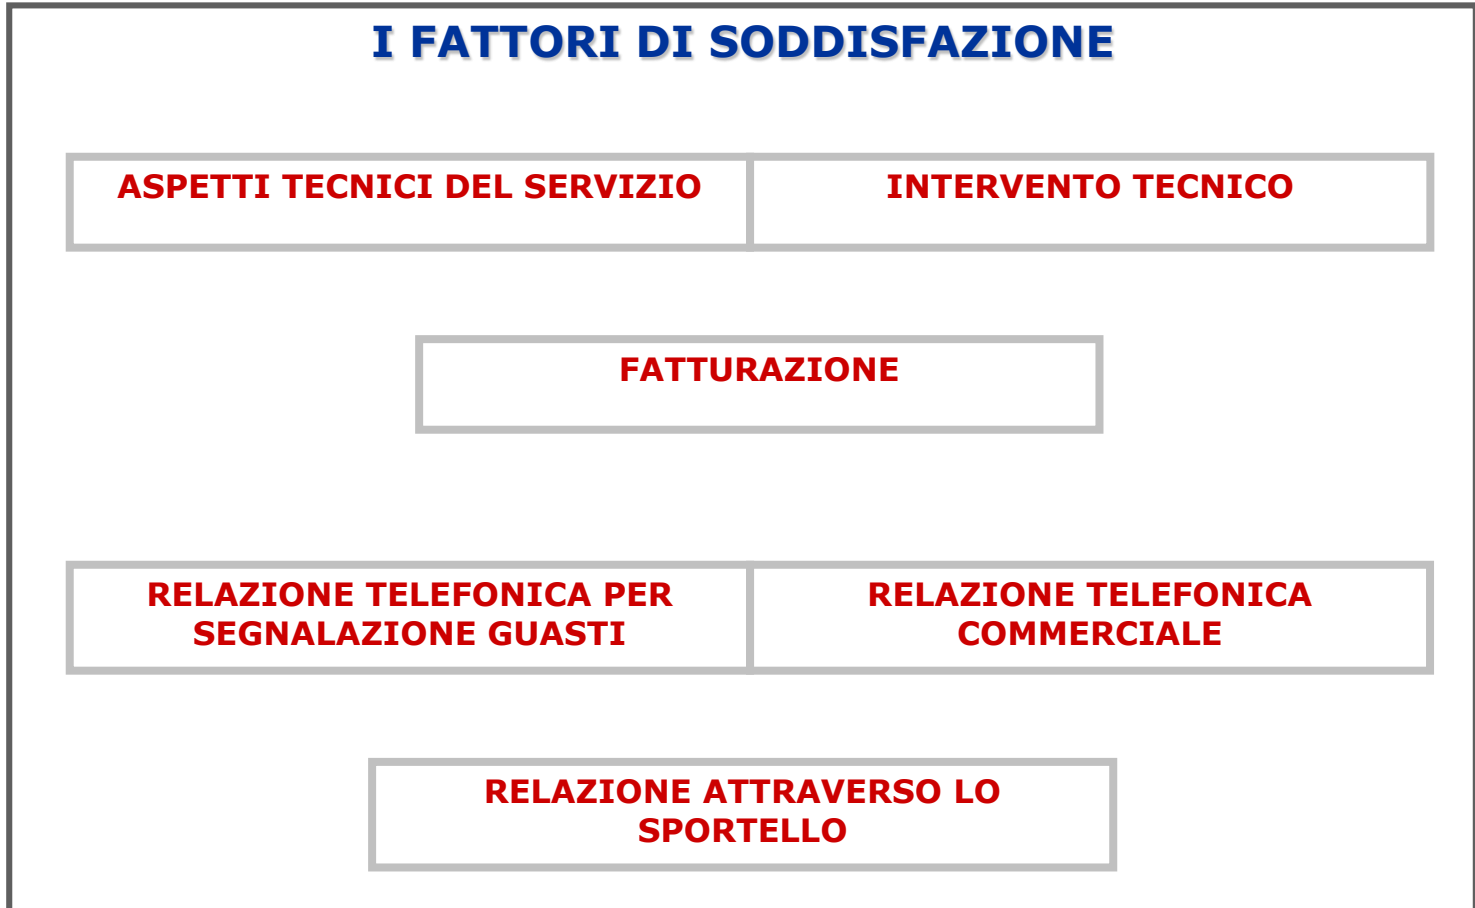 I FATTORI DI SODDISFAZIONE
ASPETTI TECNICI DEL SERVIZIO
INTERVENTO TECNICO
FATTURAZIONE
RELAZIONE TELEFONICA PER
SEGNALAZIONE GUASTI
RELAZIONE TELEFONICA
COMMERCIALE
RELAZIONE ATTRAVERSO LO
SPORTELLO